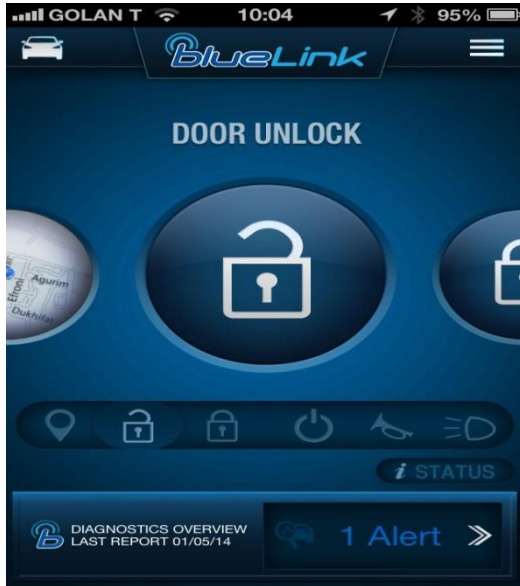 GOLAN T 10:04 95%
blueLink
DOOR UNLOCK
Agurim
Efroni
Dukhifat
i STATUS
DIAGNOSTICS OVERVIEW
LAST REPORT 01/05/14
1 Alert